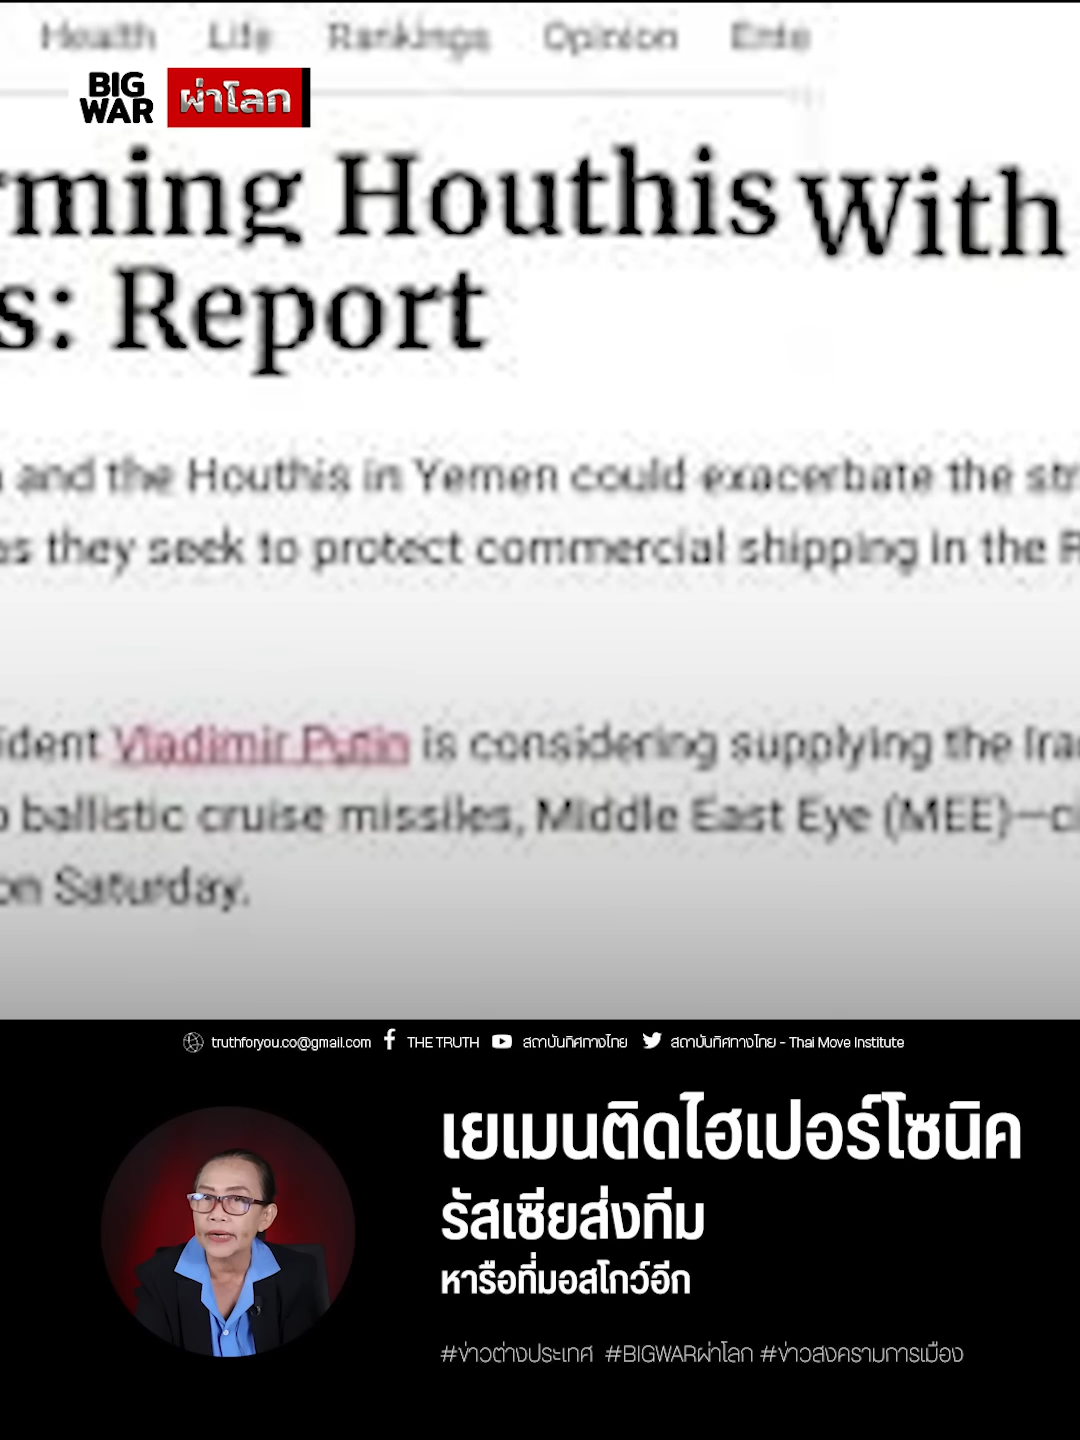 Health Life Rankings Opinion Ente
BIG WAR ผ่าโลก
rming Houthis With
s: Report
and the Houthis in Yemen could exacerbate the str
as they seek to protect commercial shipping in the R
ident Vladimir Putin is considering supplying the Ira
ballistic cruise missiles, Middle East Eye (MEE)—ci
on Saturday.
truthforyou.co@gmail.com THE TRUTH สถาบันทิศทางไทย สถาบันทิศทางไทย - Thai Move Institute
เยเมนติดไฮเปอร์โซนิค
รัสเซียส่งทีม
หารือที่มอสโกว์อีก
#ข่าวต่างประเทศ #BIGWARผ่าโลก #ข่าวสงครามการเมือง